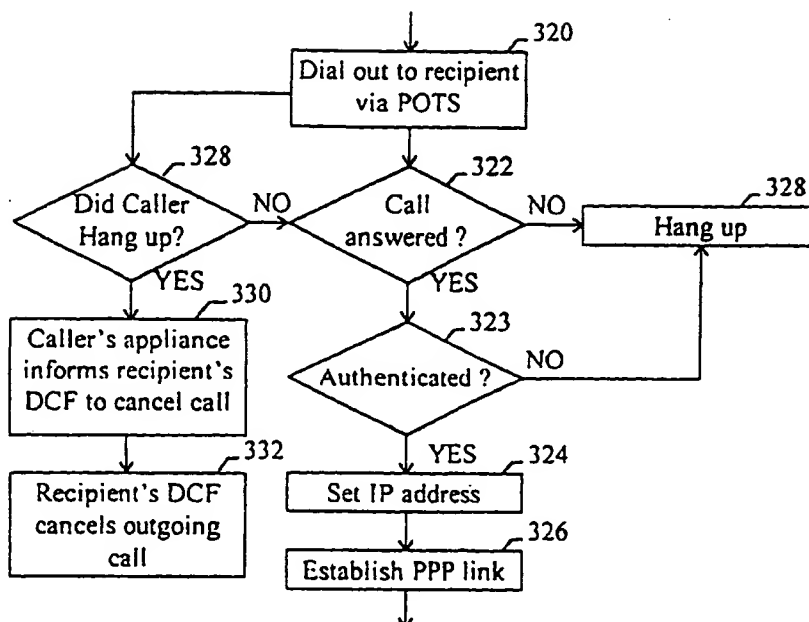 320
Dial out to recipient
via POTS
328
Did Caller
Hang up?
NO
322
Call
answered ?
NO
328
Hang up
YES
YES
330
Caller's appliance
informs recipient's
DCF to cancel call
323
Authenticated ?
NO
332
Recipient's DCF
cancels outgoing
call
YES
324
Set IP address
326
Establish PPP link